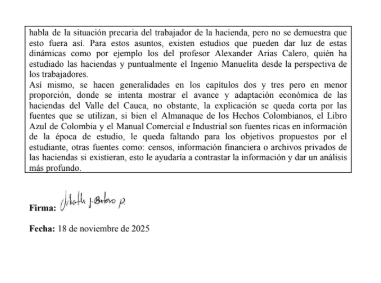 habla de la situación precaria del trabajador de la hacienda, pero no se demuestra que
esto fuera así. Para estos asuntos, existen estudios que pueden dar luz de estas
dinámicas como por ejemplos los del profesor Alexander Arias Calero, quién ha
estudiado las haciendas y puntualmente el Ingenio Manuelita desde la perspectiva de
los trabajadores.
Así mismo, se hacen generalidades en los capítulos dos y tres pero en menor
proporción, donde se intenta mostrar el avance y adaptación económica de las
haciendas del Valle del Cauca, no obstante, la explicación se queda corta por las
fuentes que se utilizan, si bien el Almanaque de los Hechos Colombianos, el Libro
Azul de Colombia y el Manual Comercial e Industrial son fuentes ricas en información
de la época de estudio, le queda faltando para los objetivos propuestos por el
estudiante, otras fuentes como: censos, información financiera o archivos privados de
las haciendas si existieran, esto le ayudaría a contrastar la información y dar un análisis
más profundo.
Firma:
Fecha: 18 de noviembre de 2025